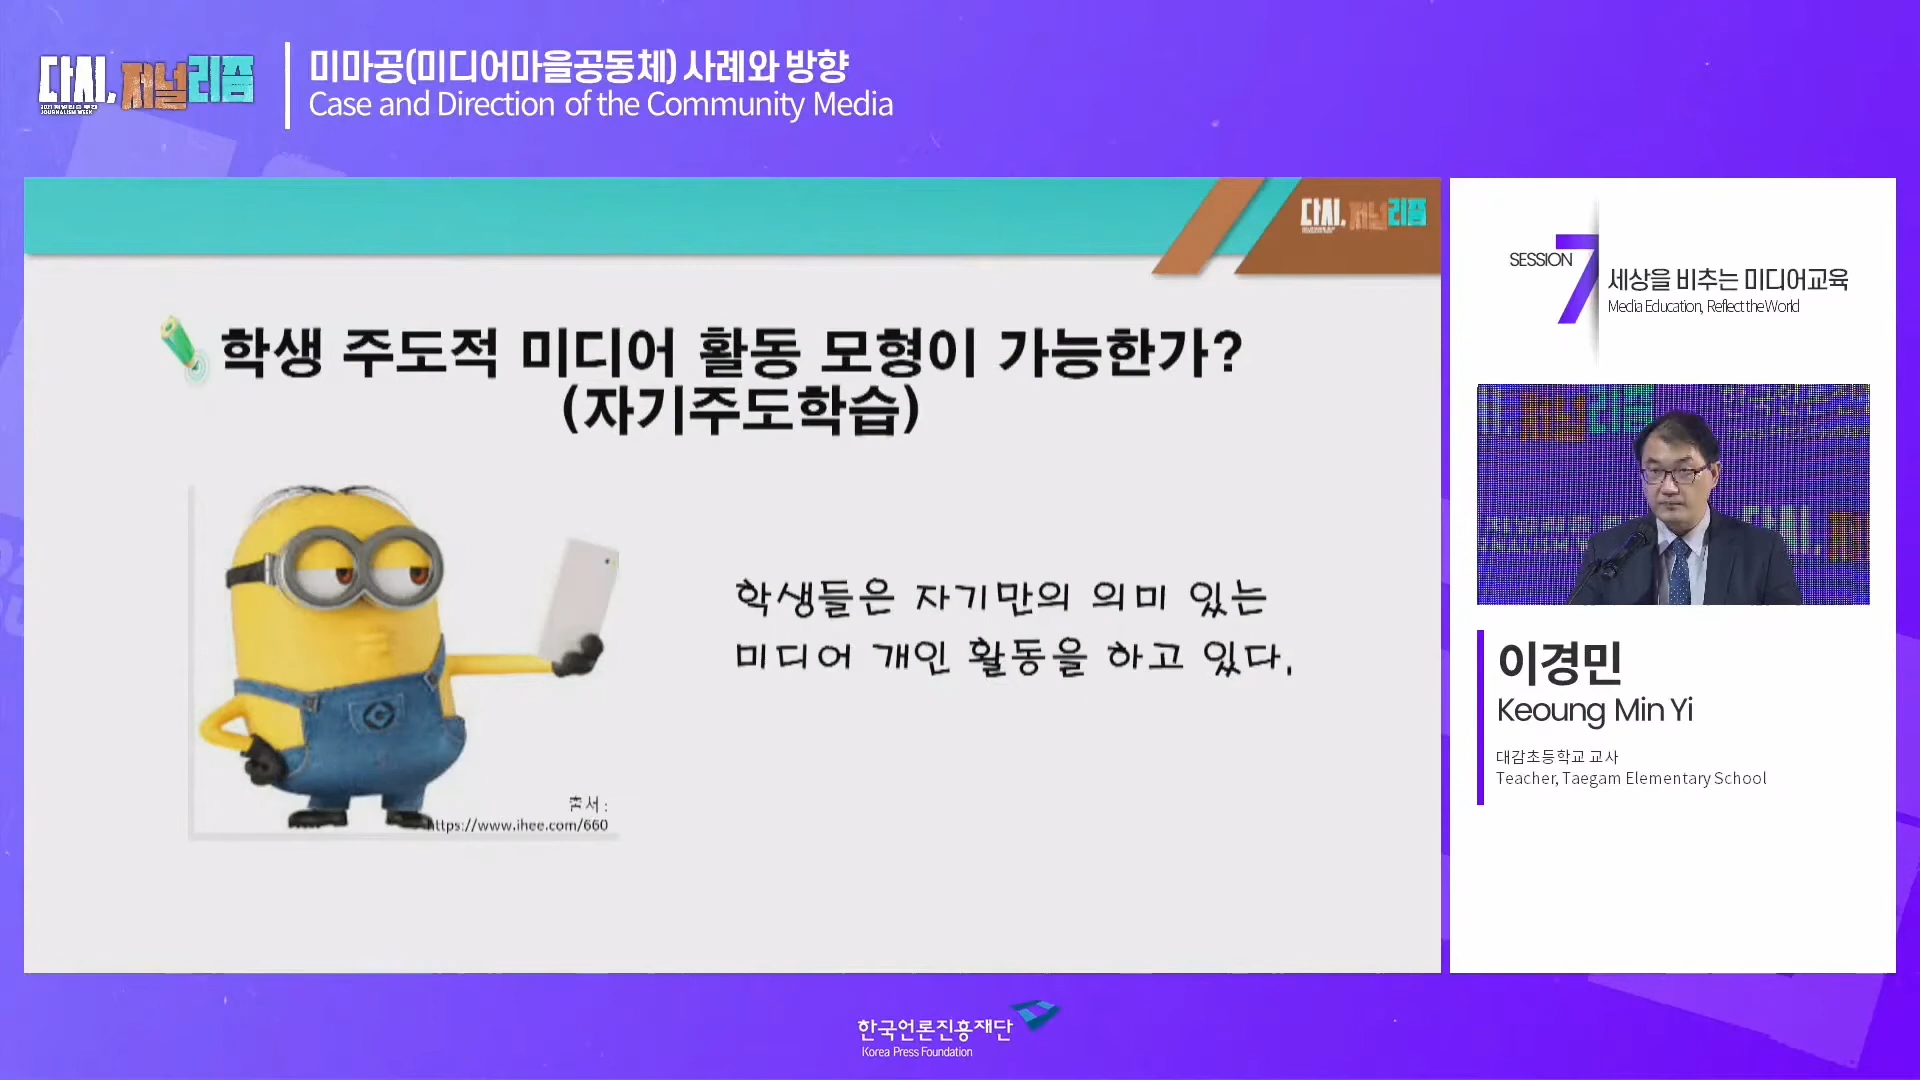 다시, 저널리즘
JOURNALISM WEEK
미마공(미디어마을공동체) 사례와 방향
Case and Direction of the Community Media
다시, 저널리즘
학생 주도적 미디어 활동 모형이 가능한가?
(자기주도학습)
학생들은 자기만의 의미 있는
미디어 개인 활동을 하고 있다.
출처 :
https://www.ihee.com/660
SESSION 7
세상을 비추는 미디어교육
Media Education, Reflect the World
이경민
Keoung Min Yi
대감초등학교 교사
Teacher, Taegam Elementary School
한국언론진흥재단
Korea Press Foundation